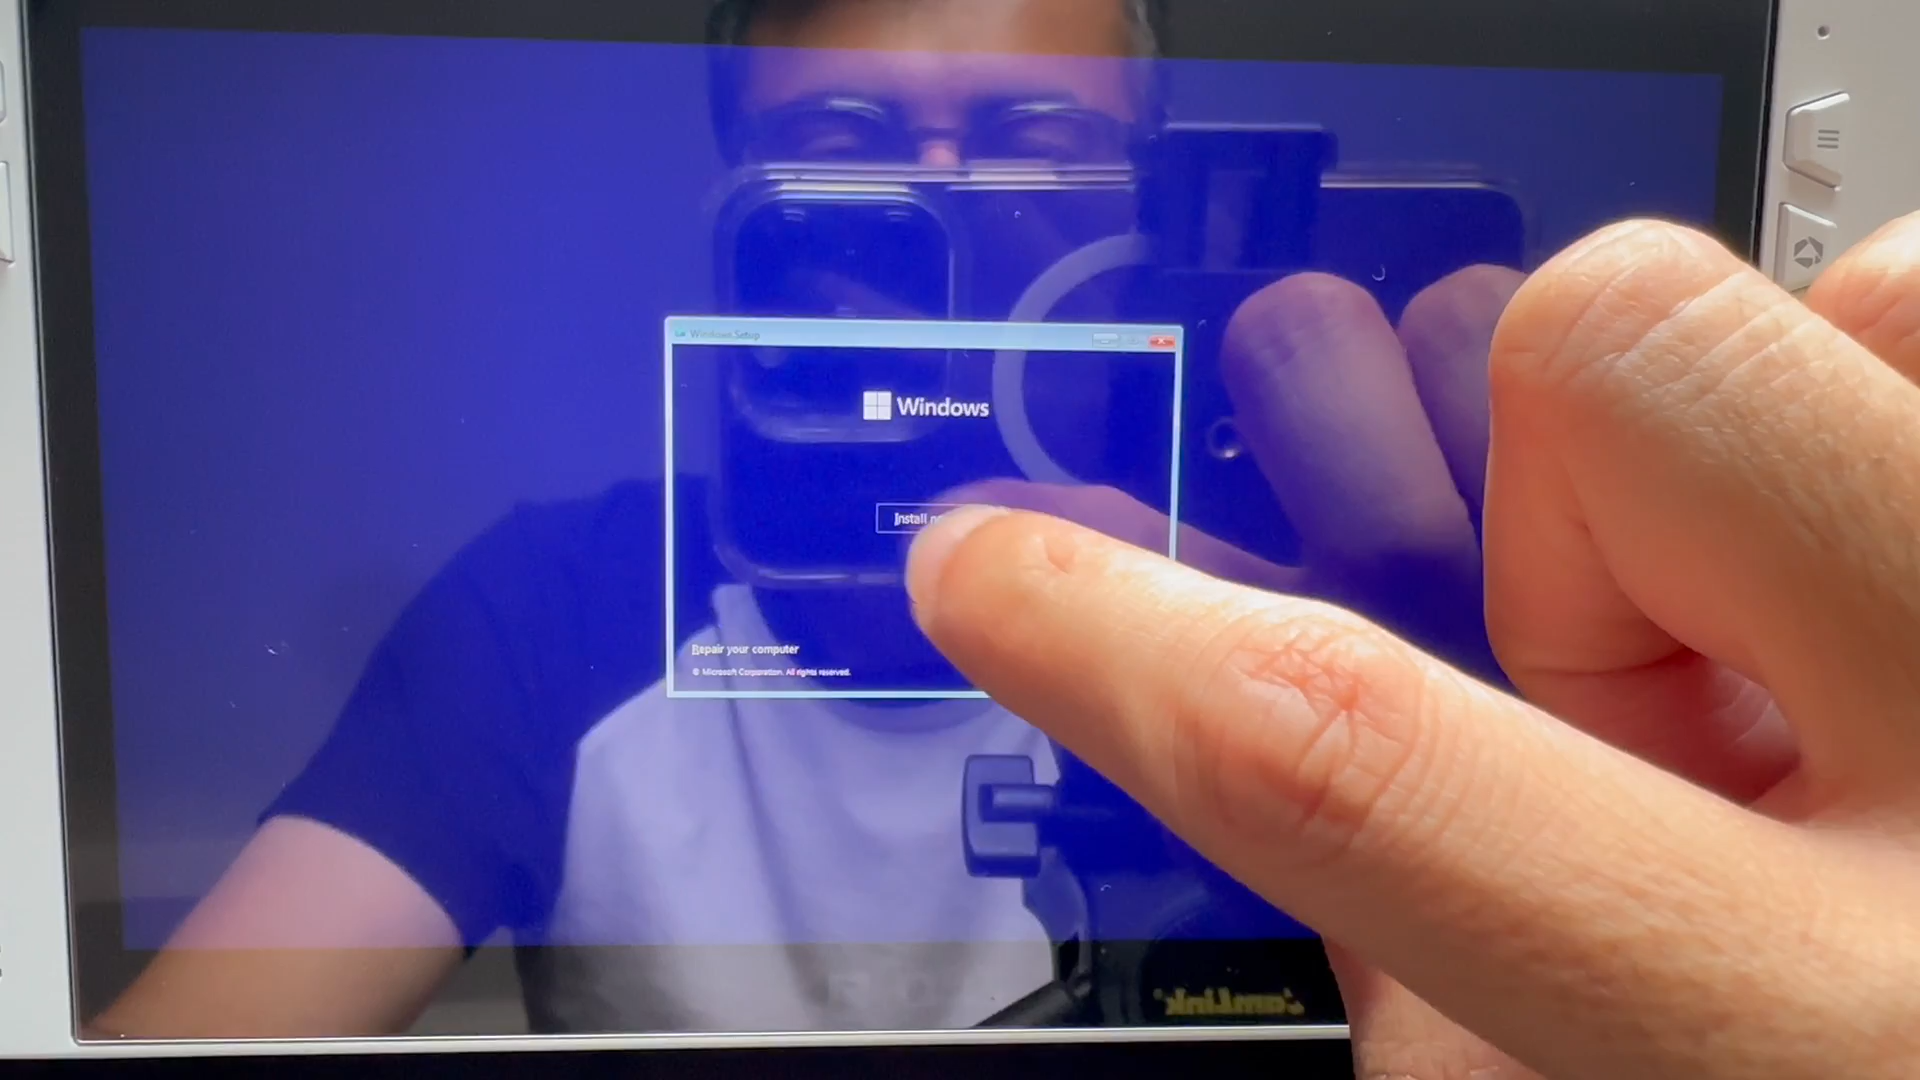 Windows Setup
Windows
Install
Repair your computer
© Microsoft Corporation. All rights reserved.